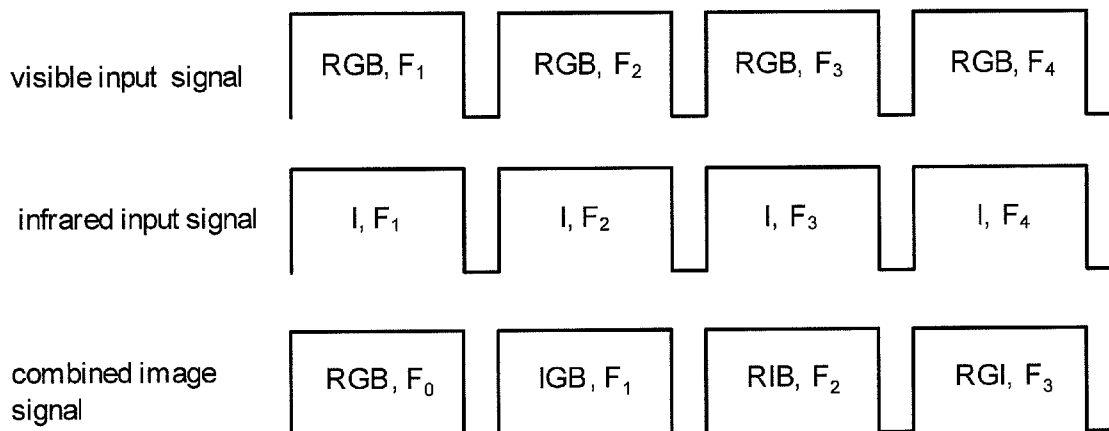 RGB, F₁ RGB, F₂ RGB, F₃ RGB, F₄
visible input signal
I, F₁ I, F₂ I, F₃ I, F₄
infrared input signal
RGB, F₀ IGB, F₁ RIB, F₂ RGI, F₃
combined image
signal